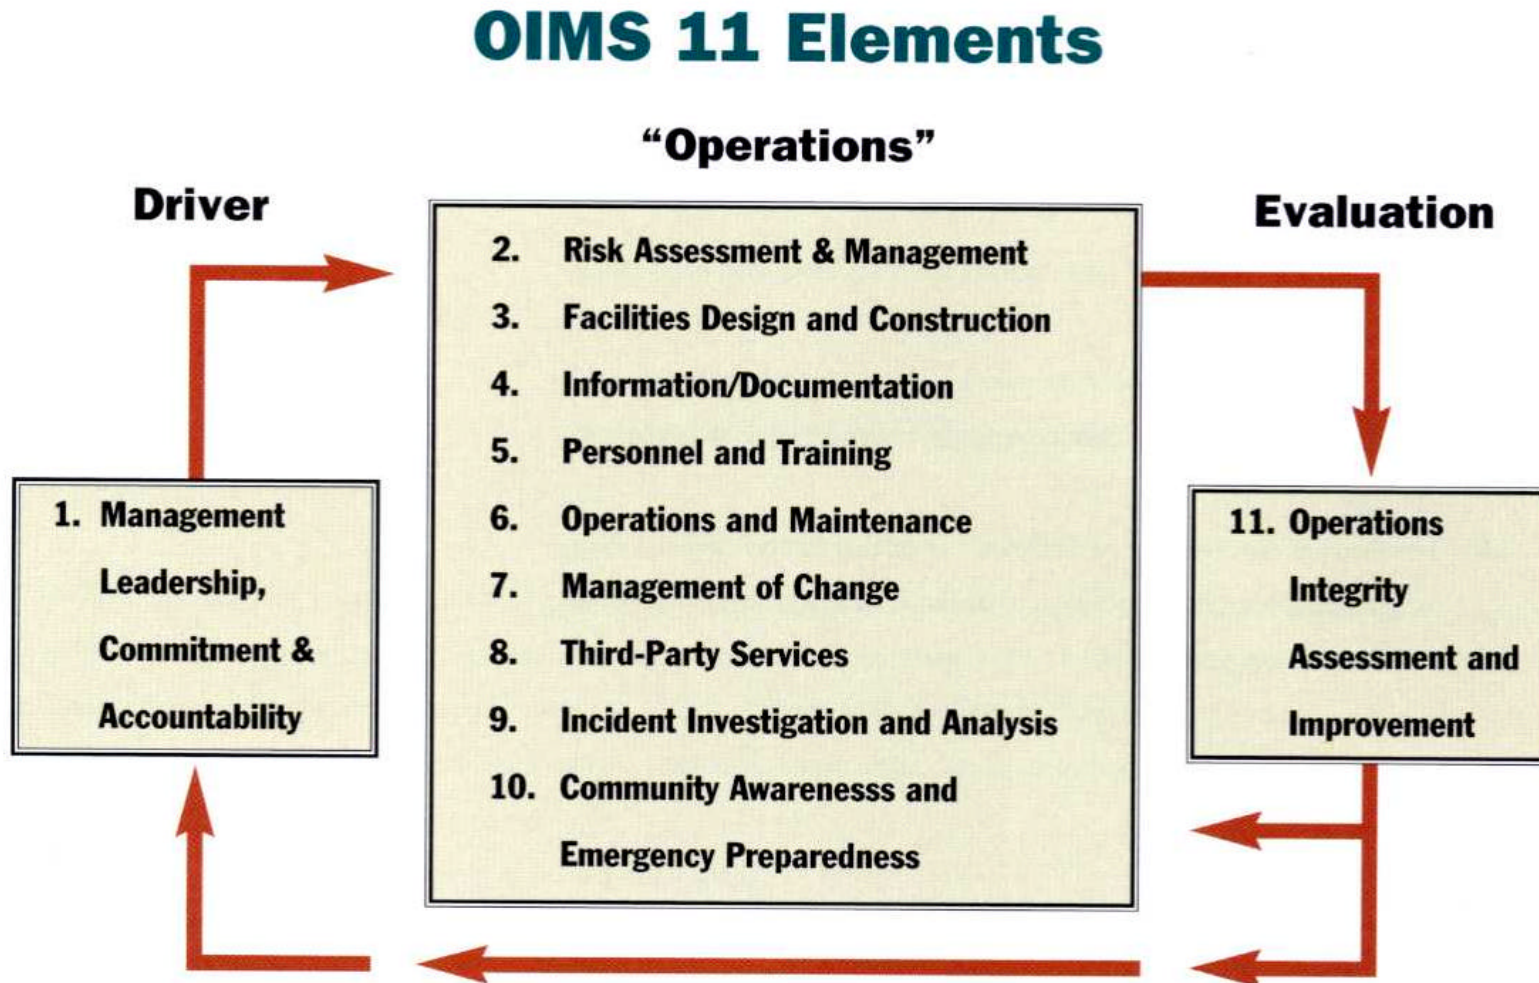 OIMS 11 Elements
“Operations”
Driver
Evaluation
1. Management
Leadership,
Commitment &
Accountability
2. Risk Assessment & Management
3. Facilities Design and Construction
4. Information/Documentation
5. Personnel and Training
6. Operations and Maintenance
7. Management of Change
8. Third-Party Services
9. Incident Investigation and Analysis
10. Community Awarenesss and
Emergency Preparedness
11. Operations
Integrity
Assessment and
Improvement